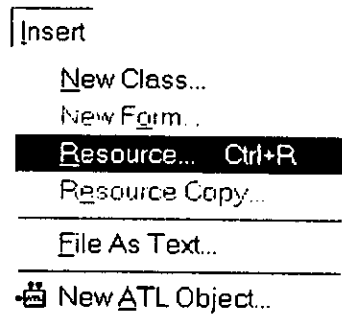 Insert
New Class...
New Form...
Resource... Ctrl+R
Resource Copy...
File As Text...
New ATL Object...